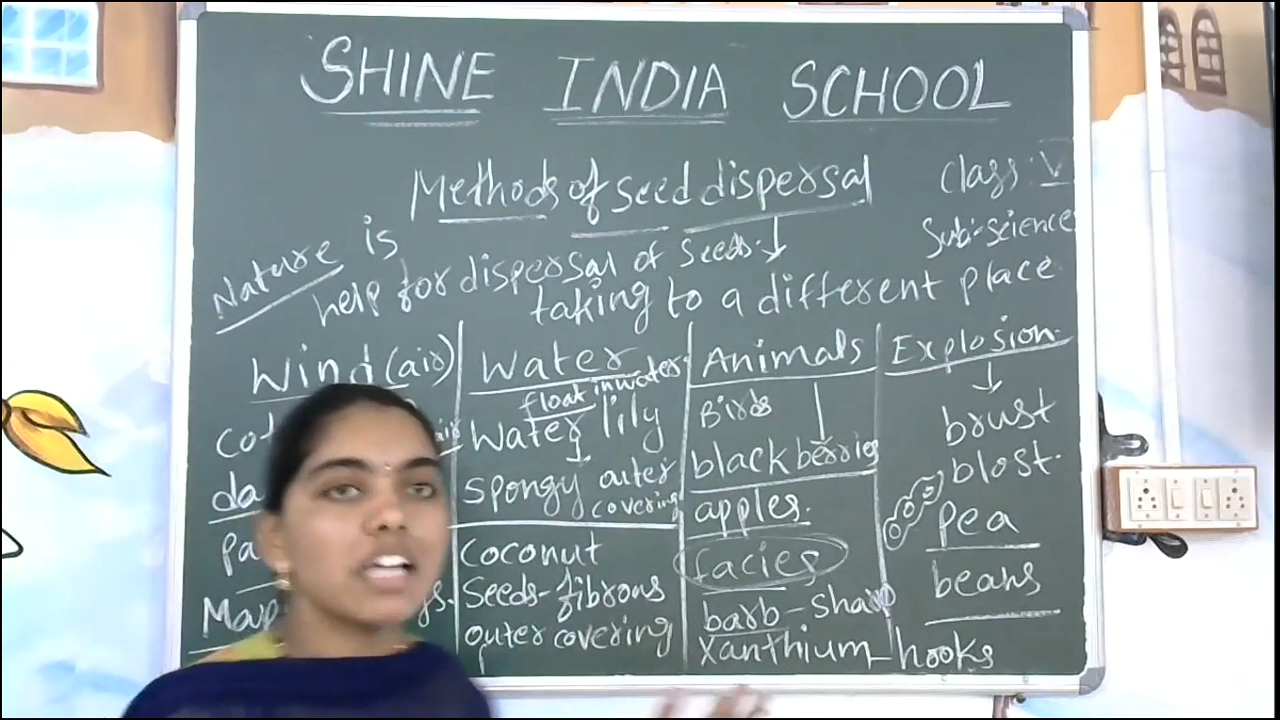 SHINE INDIA SCHOOL
Methods of seed dispersal
Class: V
Sub:-science
Nature is
help for dispersal of seeds.
taking to a different place
Wind (air)
Water
float in water
Water lily
spongy outer
covering
coconut
Seeds-fibrous
outer covering
Animals
Birds
black berries
apples.
facies
barb - shar
Xanthium - hooks
Explosion.
brust
blost.
pea
beans